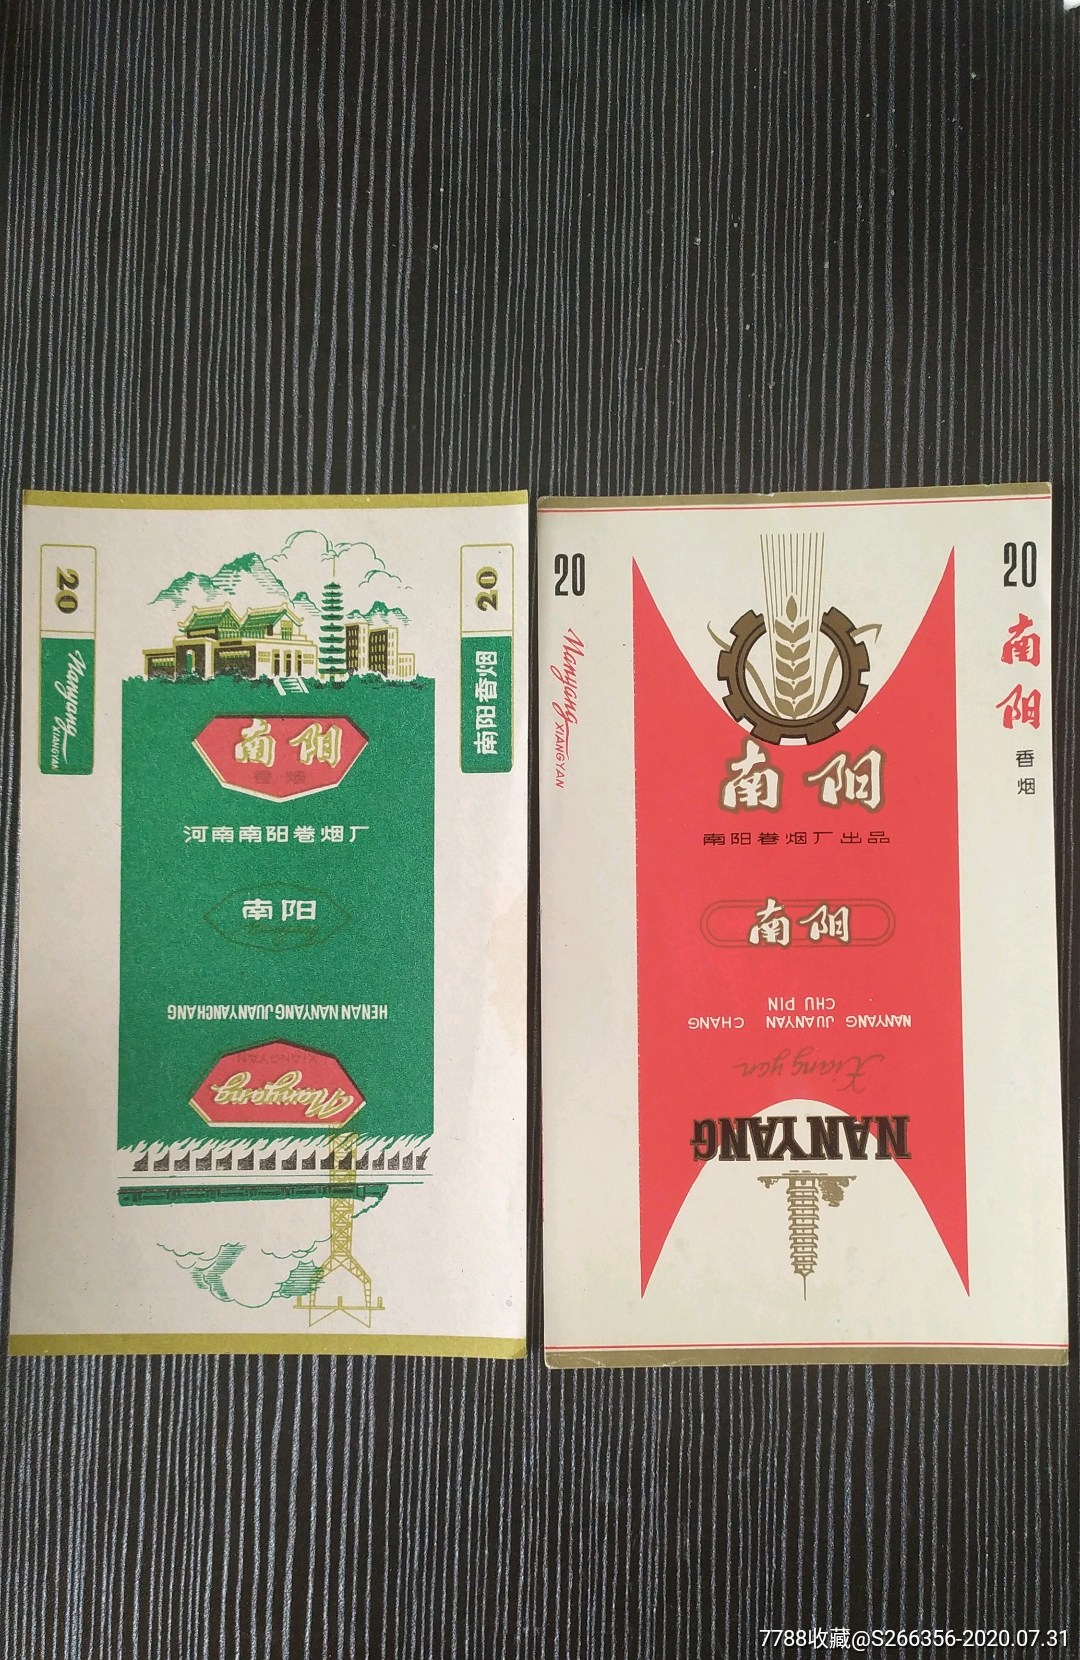 20
Nanyang
XIANGYAN
20
南阳香烟
南阳
香烟
河南南阳卷烟厂
南阳
Nanyang
HENAN NANYANG JUANYANCHANG
XIANGYAN
Nanyang
20
Nanyang
XIANGYAN
20
南阳
香烟
南阳
南阳卷烟厂出品
南阳
NANYANG JUANYAN CHANG
CHU PIN
Xiang yan
NANYANG
7788收藏@S266356-2020.07.31